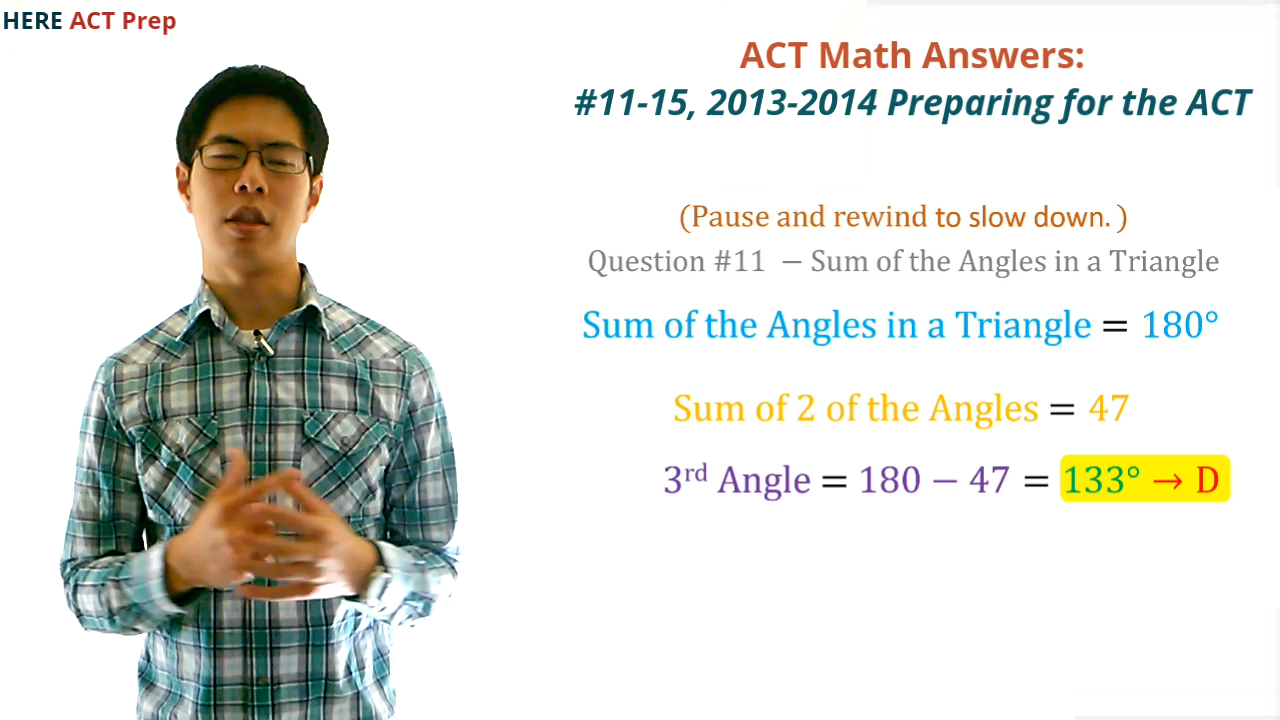 HERE ACT Prep
ACT Math Answers:
#11-15, 2013-2014 Preparing for the ACT
(Pause and rewind to slow down. )
Question #11 − Sum of the Angles in a Triangle
Sum of the Angles in a Triangle = 180°
Sum of 2 of the Angles = 47
3rd Angle = 180 − 47 = 133° → D